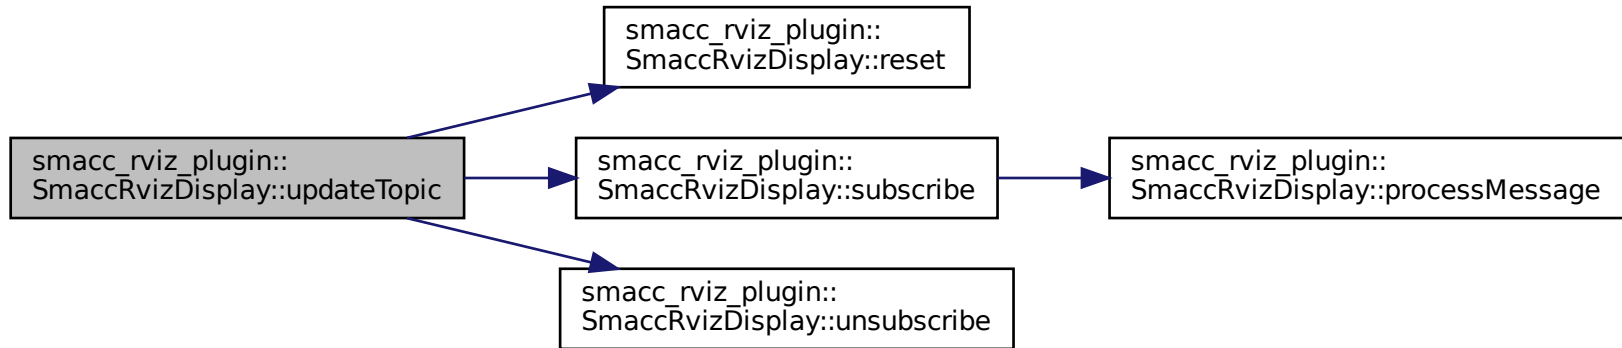 smacc_rviz_plugin::
SmaccRvizDisplay::reset
smacc_rviz_plugin::
SmaccRvizDisplay::updateTopic
smacc_rviz_plugin::
SmaccRvizDisplay::subscribe
smacc_rviz_plugin::
SmaccRvizDisplay::processMessage
smacc_rviz_plugin::
SmaccRvizDisplay::unsubscribe